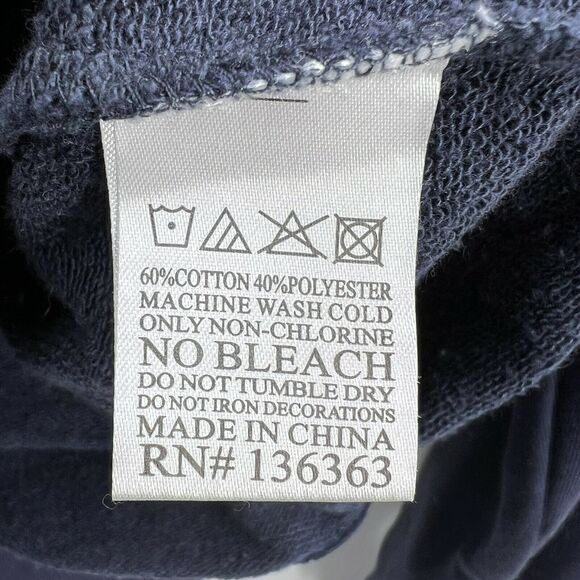 60%COTTON 40%POLYESTER
MACHINE WASH COLD
ONLY NON-CHLORINE
NO BLEACH
DO NOT TUMBLE DRY
DO NOT IRON DECORATIONS
MADE IN CHINA
RN# 136363